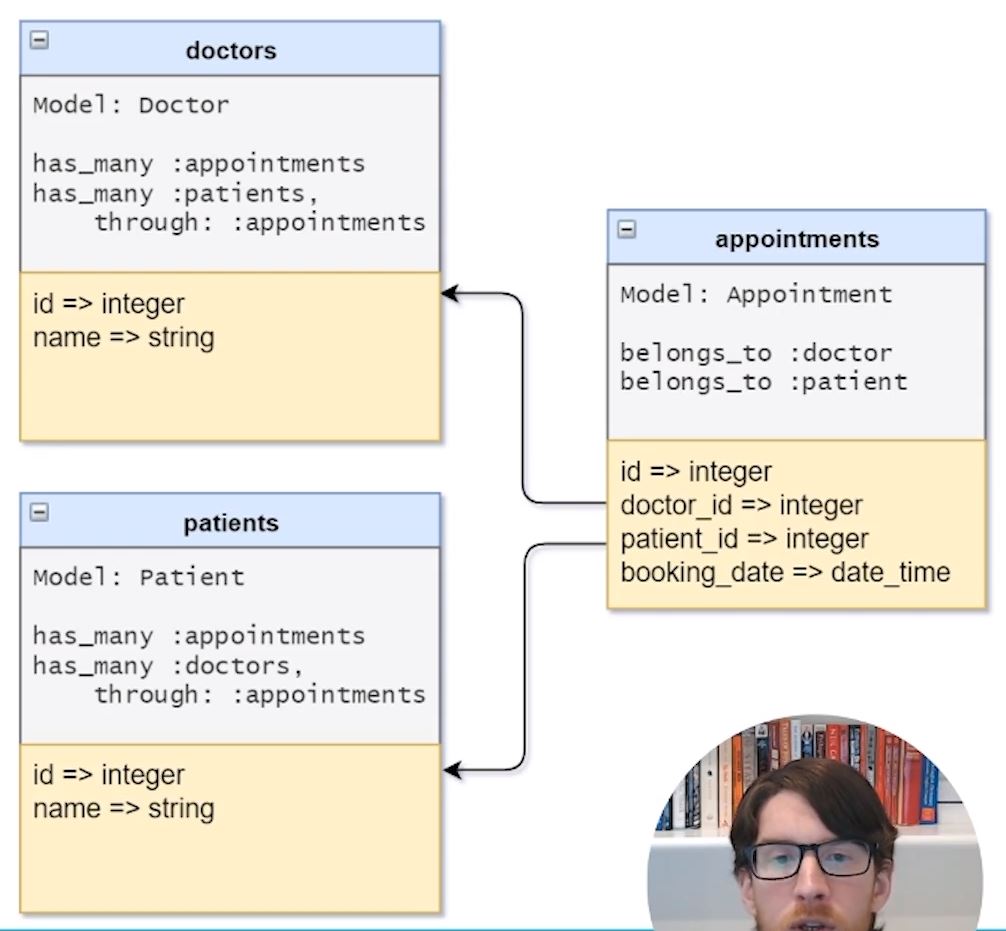 doctors
Model: Doctor
has_many :appointments
has_many :patients,
through: :appointments
id => integer
name => string
appointments
Model: Appointment
belongs_to :doctor
belongs_to :patient
id => integer
doctor_id => integer
patient_id => integer
booking_date => date_time
patients
Model: Patient
has_many :appointments
has_many :doctors,
through: :appointments
id => integer
name => string